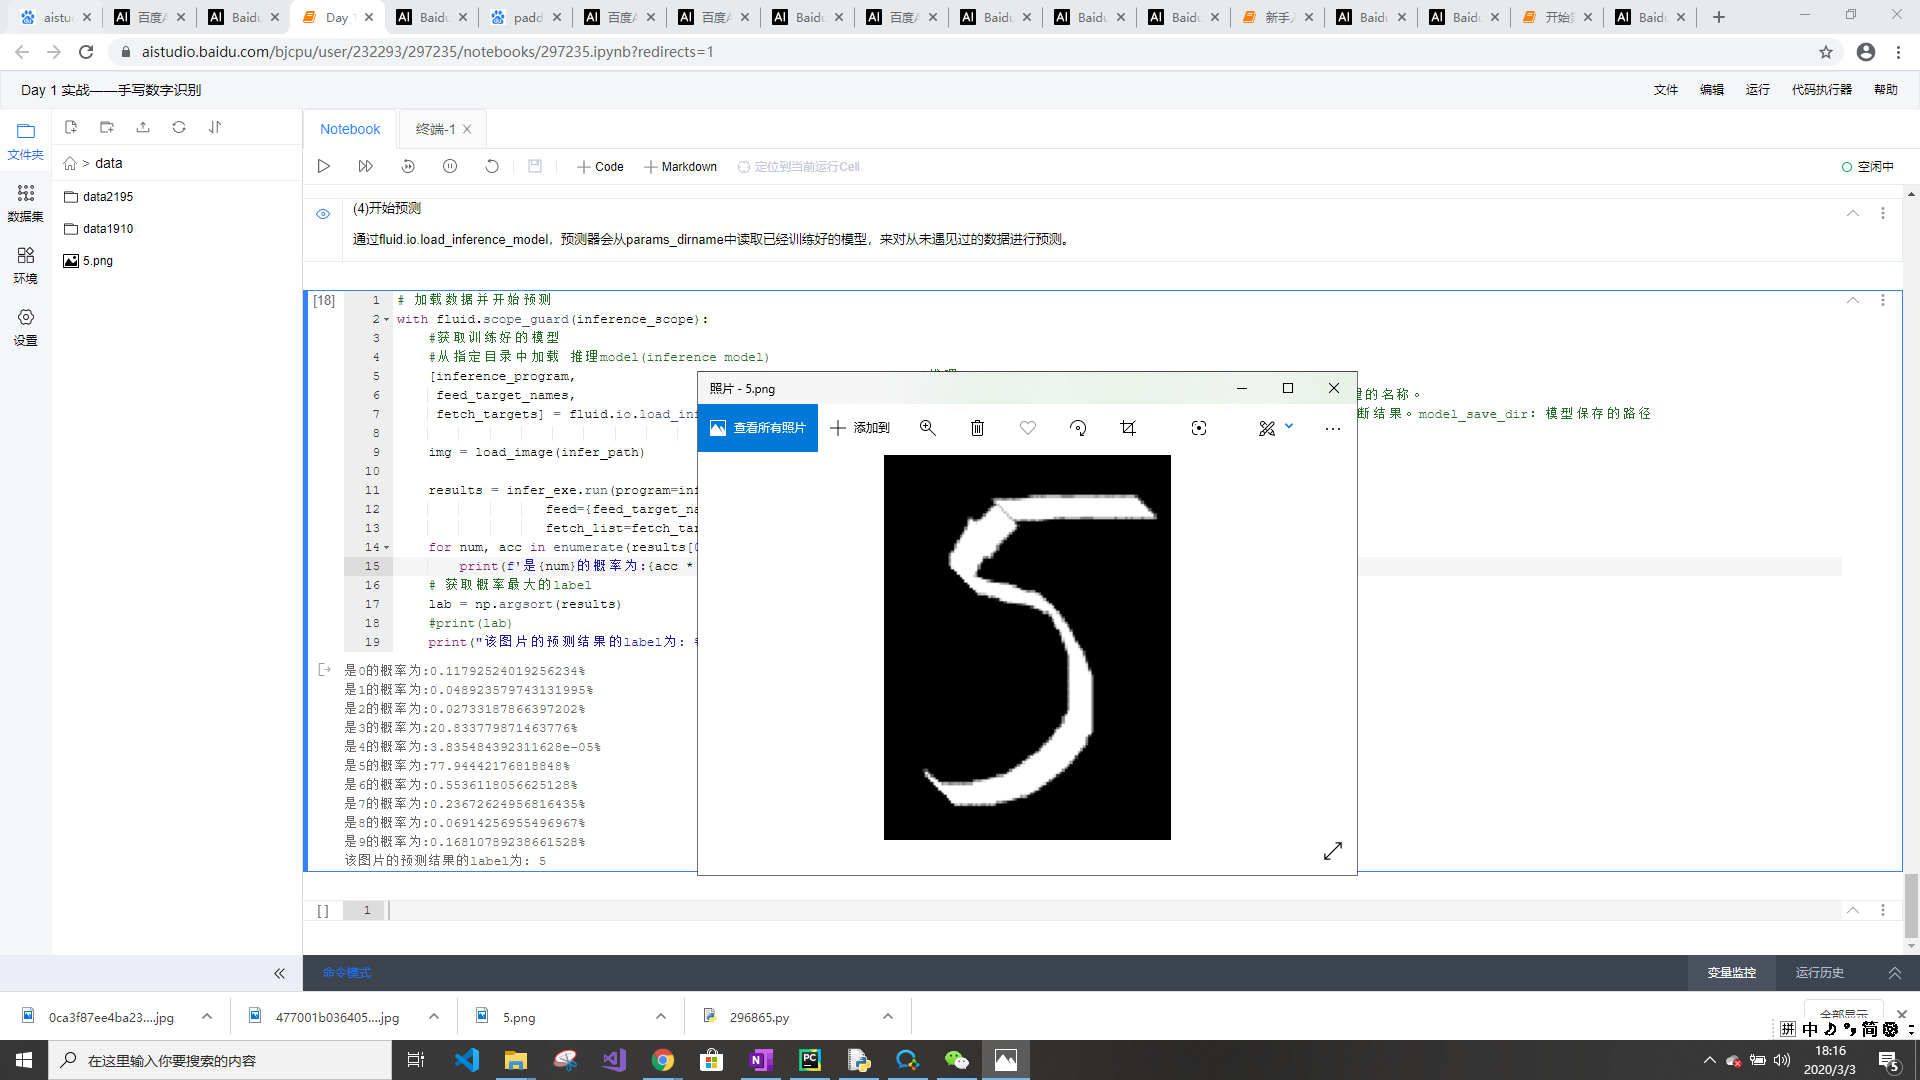 aistu
百度A
Baidu
Day 1
Baidu
padd
百度A
百度A
Baidu
百度A
Baidu
Baidu
Baidu
新手
Baidu
Baidu
开始
Baidu
aistudio.baidu.com/bjcpu/user/232293/297235/notebooks/297235.ipynb?redirects=1
Day 1 实战——手写数字识别
文件 编辑 运行 代码执行器 帮助
文件夹
数据集
环境
设置
> data
data2195
data1910
5.png
Notebook
终端-1
Code
Markdown
定位到当前运行Cell
空闲中
(4)开始预测
通过fluid.io.load_inference_model，预测器会从params_dirname中读取已经训练好的模型，来对从未遇见过的数据进行预测。
[18]
1 # 加载数据并开始预测
2 with fluid.scope_guard(inference_scope):
3 #获取训练好的模型
4 #从指定目录中加载 推理model(inference model)
5 [inference_program,
6 feed_target_names, 的名称。
7 fetch_targets] = fluid.io.load_inf 断结果。model_save_dir: 模型保存的路径
8
9 img = load_image(infer_path)
10
11 results = infer_exe.run(program=inf
12 feed={feed_target_na
13 fetch_list=fetch_tar
14 for num, acc in enumerate(results[0
15 print(f'是{num}的概率为:{acc *
16 # 获取概率最大的label
17 lab = np.argsort(results)
18 #print(lab)
19 print("该图片的预测结果的label为: %
是0的概率为:0.11792524019256234%
是1的概率为:0.0489235797431319​95%
是2的概率为:0.02733187866397202%
是3的概率为:20.833779871463776%
是4的概率为:3.835484392311628e-05%
是5的概率为:77.94442176818848%
是6的概率为:0.5536118056625128%
是7的概率为:0.23672624956816435%
是8的概率为:0.06914256955496967%
是9的概率为:0.16810789238661528%
该图片的预测结果的label为: 5
照片 - 5.png
查看所有照片
添加到
5
[ ] 1
命令模式
变量监控
运行历史
0ca3f87ee4ba23....jpg
477001b036405....jpg
5.png
296865.py
全部显示
拼 中 简
在这里输入你要搜索的内容
PC
18:16
2020/3/3
5